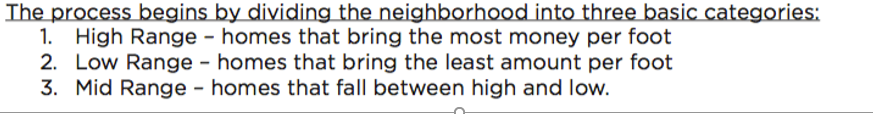 The process begins by dividing the neighborhood into three basic categories:
1. High Range – homes that bring the most money per foot
2. Low Range – homes that bring the least amount per foot
3. Mid Range – homes that fall between high and low.